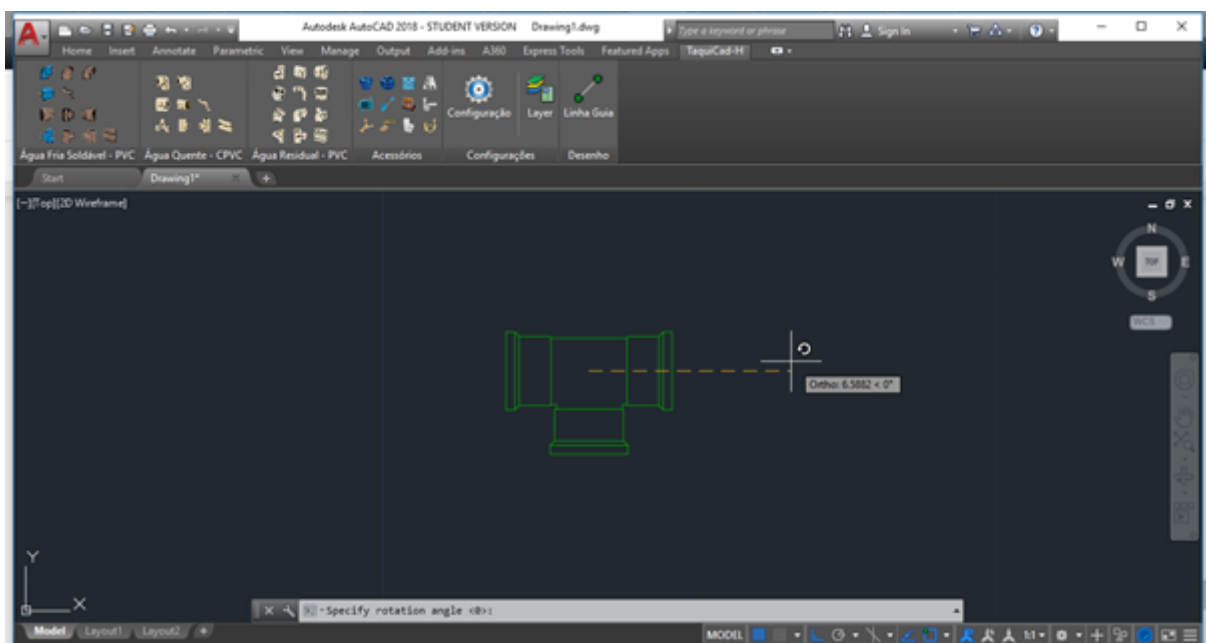 Autodesk AutoCAD 2018 - STUDENT VERSION Drawing1.dwg
Type a keyword or phrase
Sign In
Home Insert Annotate Parametric View Manage Output Add-ins A360 Express Tools Featured Apps TaquiCad-H
Configuração Layer Linha Guia
Água Fria Soldável - PVC Água Quente - CPVC Água Residual - PVC Acessórios Configurações Desenho
Start Drawing1*
[−][Top][2D Wireframe]
N
W TOP E
S
WCS
Ortho: 6.5882 < 0°
Y
X
Specify rotation angle <0>:
Model Layout1 Layout2 +
MODEL 1:1